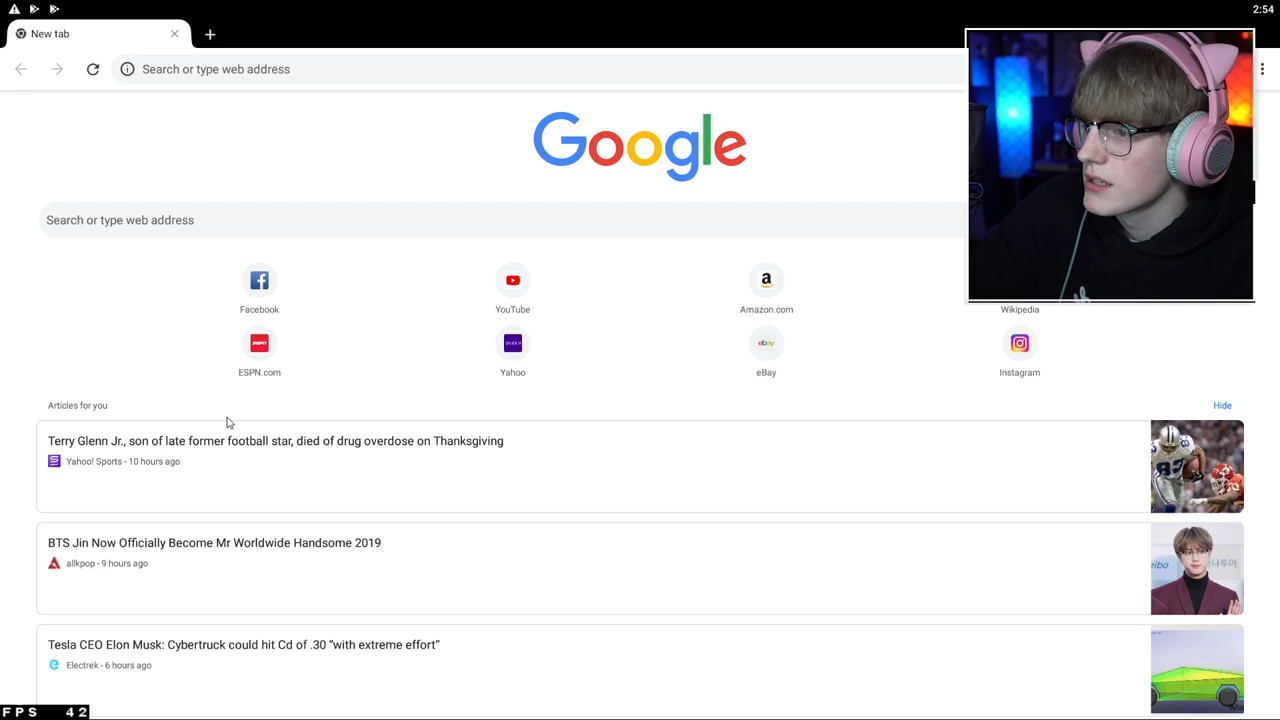 2:54
New tab
Search or type web address
Google
Search or type web address
Facebook
YouTube
Amazon.com
Wikipedia
ESPN.com
Yahoo
eBay
Instagram
Articles for you
Hide
Terry Glenn Jr., son of late former football star, died of drug overdose on Thanksgiving
Yahoo! Sports - 10 hours ago
BTS Jin Now Officially Become Mr Worldwide Handsome 2019
allkpop - 9 hours ago
Tesla CEO Elon Musk: Cybertruck could hit Cd of .30 “with extreme effort”
Electrek - 6 hours ago
FPS 42